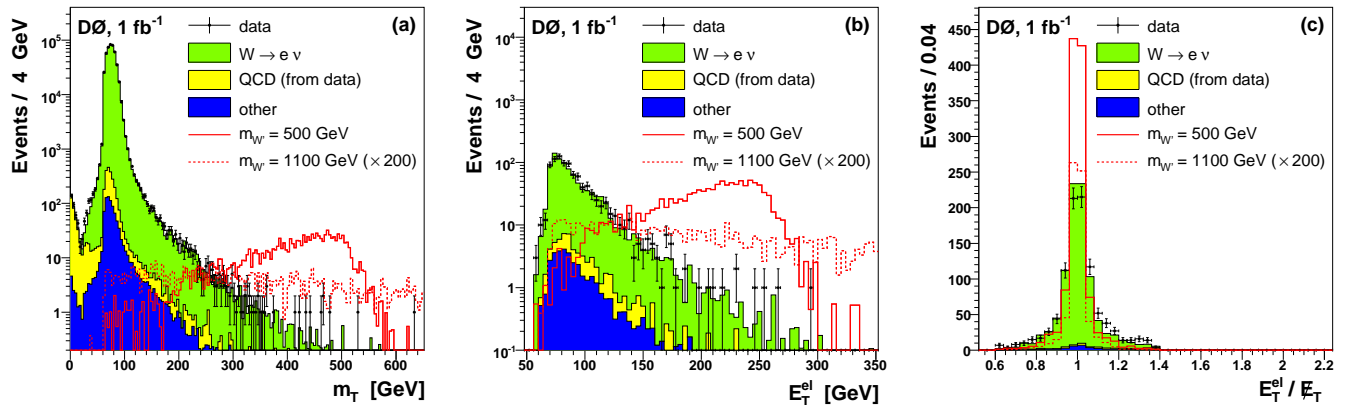 DØ, 1 fb⁻¹
(a)
data
W → e ν
QCD (from data)
other
m_W' = 500 GeV
m_W' = 1100 GeV (×200)
Events / 4 GeV
10⁵
10⁴
10³
10²
10
1
0 100 200 300 400 500 600
m_T [GeV]
DØ, 1 fb⁻¹
(b)
data
W → e ν
QCD (from data)
other
m_W' = 500 GeV
m_W' = 1100 GeV (×200)
Events / 4 GeV
10⁴
10³
10²
10
1
10⁻¹
50 100 150 200 250 300 350
E_T^el [GeV]
DØ, 1 fb⁻¹
(c)
data
W → e ν
QCD (from data)
other
m_W' = 500 GeV
m_W' = 1100 GeV (×200)
Events / 0.04
450
400
350
300
250
200
150
100
50
0
0.6 0.8 1 1.2 1.4 1.6 1.8 2 2.2
E_T^el / E̸_T